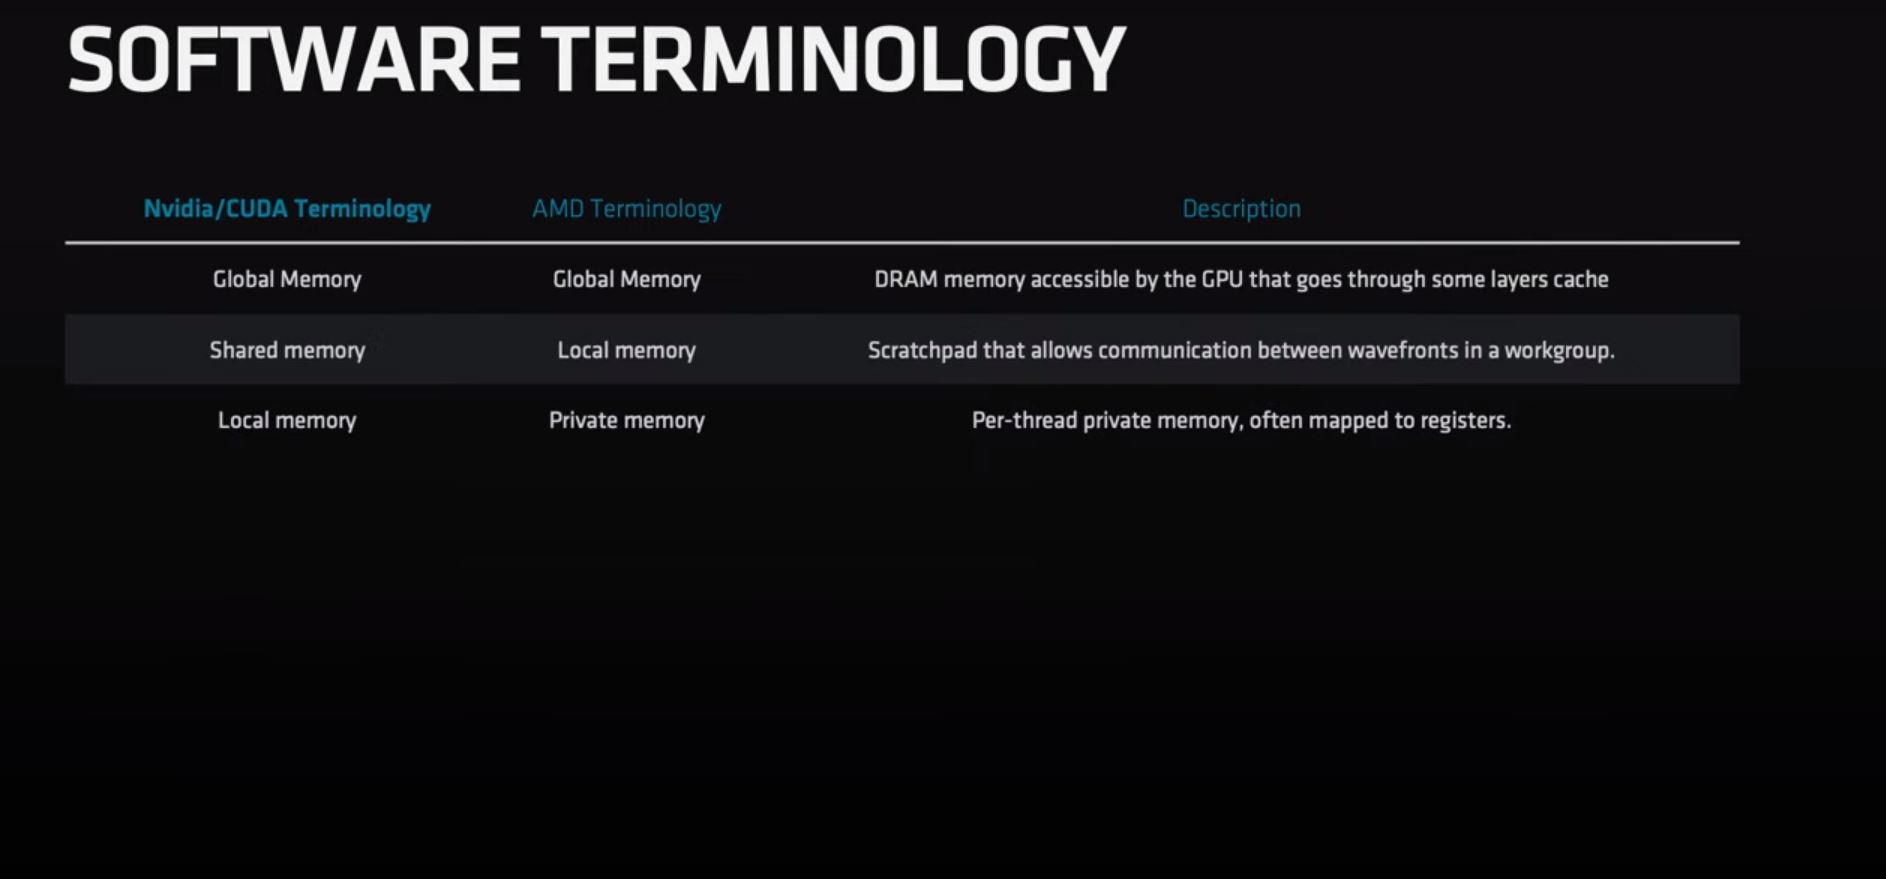 SOFTWARE TERMINOLOGY
Nvidia/CUDA Terminology AMD Terminology Description
Global Memory Global Memory DRAM memory accessible by the GPU that goes through some layers cache
Shared memory Local memory Scratchpad that allows communication between wavefronts in a workgroup.
Local memory Private memory Per-thread private memory, often mapped to registers.